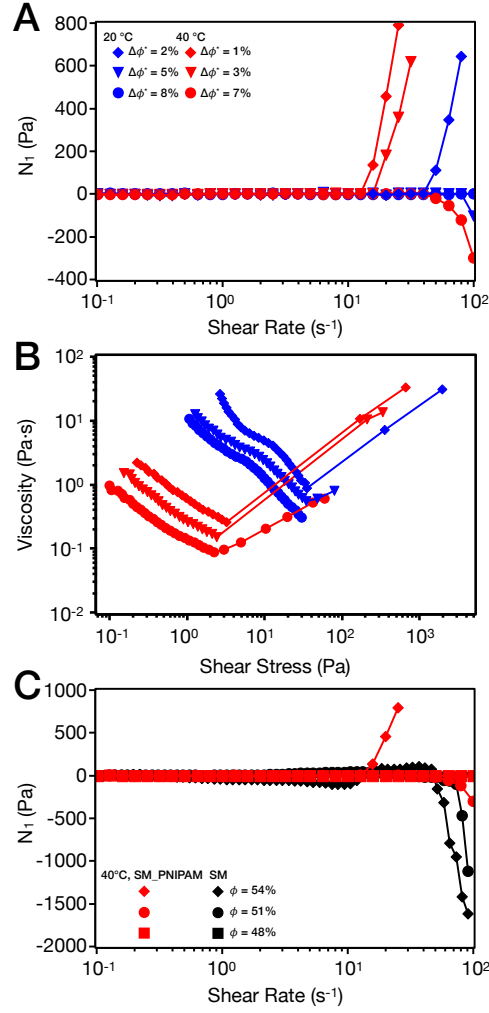 A
20 °C 40 °C
Δϕ* = 2% Δϕ* = 1%
Δϕ* = 5% Δϕ* = 3%
Δϕ* = 8% Δϕ* = 7%
800
600
400
200
0
-200
-400
N₁ (Pa)
10⁻¹ 10⁰ 10¹ 10²
Shear Rate (s⁻¹)
B
10²
10¹
10⁰
10⁻¹
10⁻²
Viscosity (Pa·s)
10⁻¹ 10⁰ 10¹ 10² 10³
Shear Stress (Pa)
C
1000
500
0
-500
-1000
-1500
-2000
N₁ (Pa)
40°C, SM_PNIPAM SM
ϕ = 54%
ϕ = 51%
ϕ = 48%
10⁻¹ 10⁰ 10¹ 10²
Shear Rate (s⁻¹)